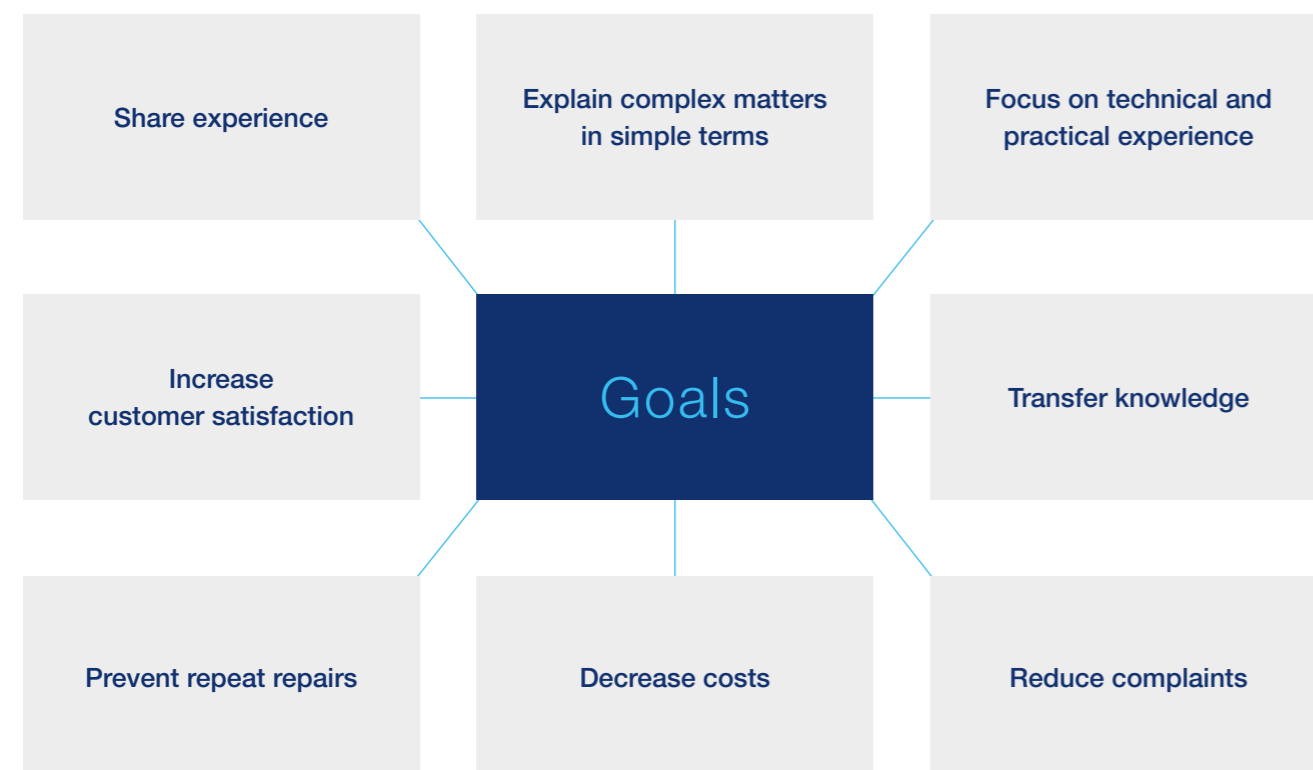 Share experience
Explain complex matters
in simple terms
Focus on technical and
practical experience
Increase
customer satisfaction
Goals
Transfer knowledge
Prevent repeat repairs
Decrease costs
Reduce complaints